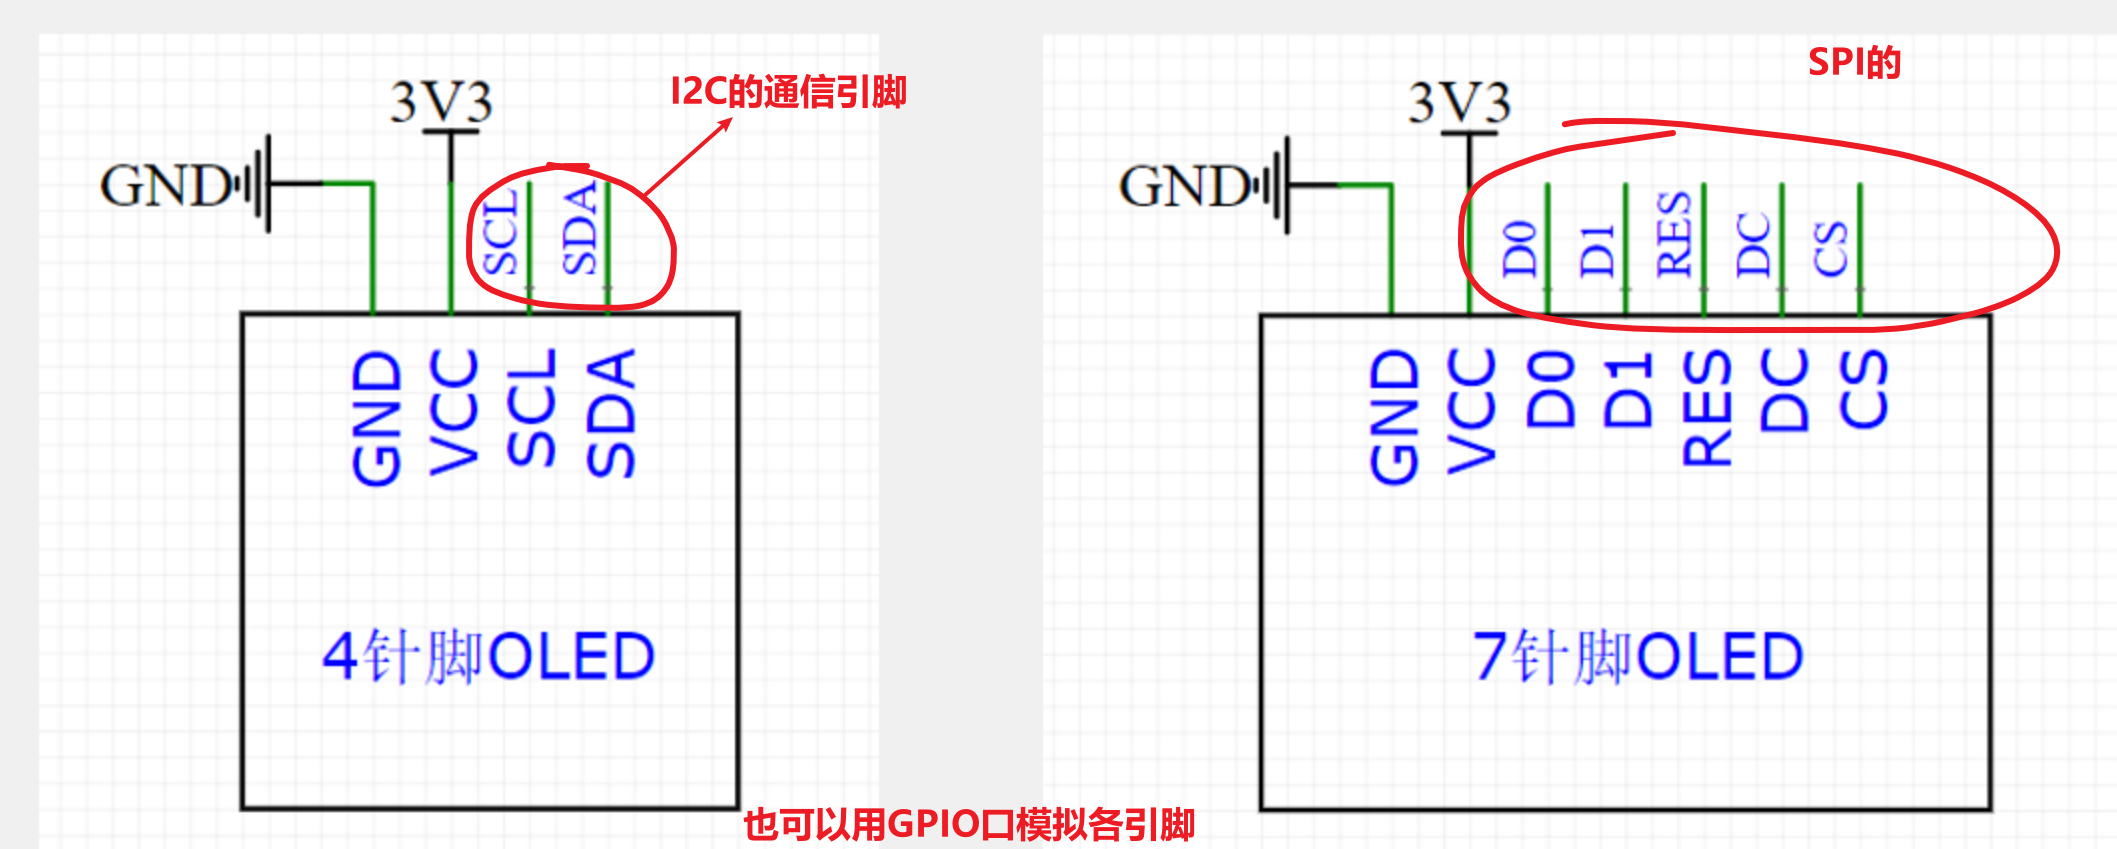 3V3
I2C的通信引脚
GND
SCL
SDA
GND
VCC
SCL
SDA
4针脚OLED
SPI的
3V3
GND
D0
D1
RES
DC
CS
GND
VCC
D0
D1
RES
DC
CS
7针脚OLED
也可以用GPIO口模拟各引脚